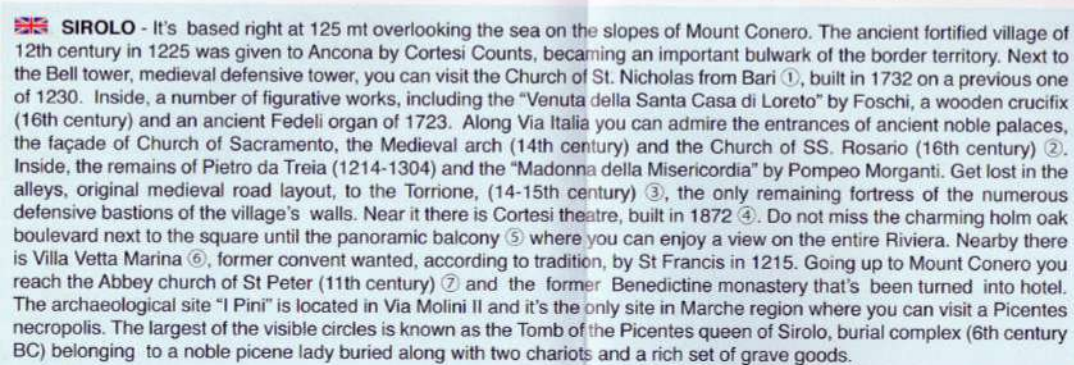 SIROLO - It's based right at 125 mt overlooking the sea on the slopes of Mount Conero. The ancient fortified village of
12th century in 1225 was given to Ancona by Cortesi Counts, becaming an important bulwark of the border territory. Next to
the Bell tower, medieval defensive tower, you can visit the Church of St. Nicholas from Bari ①, built in 1732 on a previous one
of 1230. Inside, a number of figurative works, including the “Venuta della Santa Casa di Loreto” by Foschi, a wooden crucifix
(16th century) and an ancient Fedeli organ of 1723. Along Via Italia you can admire the entrances of ancient noble palaces,
the façade of Church of Sacramento, the Medieval arch (14th century) and the Church of SS. Rosario (16th century) ②.
Inside, the remains of Pietro da Treia (1214-1304) and the “Madonna della Misericordia” by Pompeo Morganti. Get lost in the
alleys, original medieval road layout, to the Torrione, (14-15th century) ③, the only remaining fortress of the numerous
defensive bastions of the village's walls. Near it there is Cortesi theatre, built in 1872 ④. Do not miss the charming holm oak
boulevard next to the square until the panoramic balcony ⑤ where you can enjoy a view on the entire Riviera. Nearby there
is Villa Vetta Marina ⑥, former convent wanted, according to tradition, by St Francis in 1215. Going up to Mount Conero you
reach the Abbey church of St Peter (11th century) ⑦ and the former Benedictine monastery that's been turned into hotel.
The archaeological site “I Pini” is located in Via Molini II and it's the only site in Marche region where you can visit a Picentes
necropolis. The largest of the visible circles is known as the Tomb of the Picentes queen of Sirolo, burial complex (6th century
BC) belonging to a noble picene lady buried along with two chariots and a rich set of grave goods.